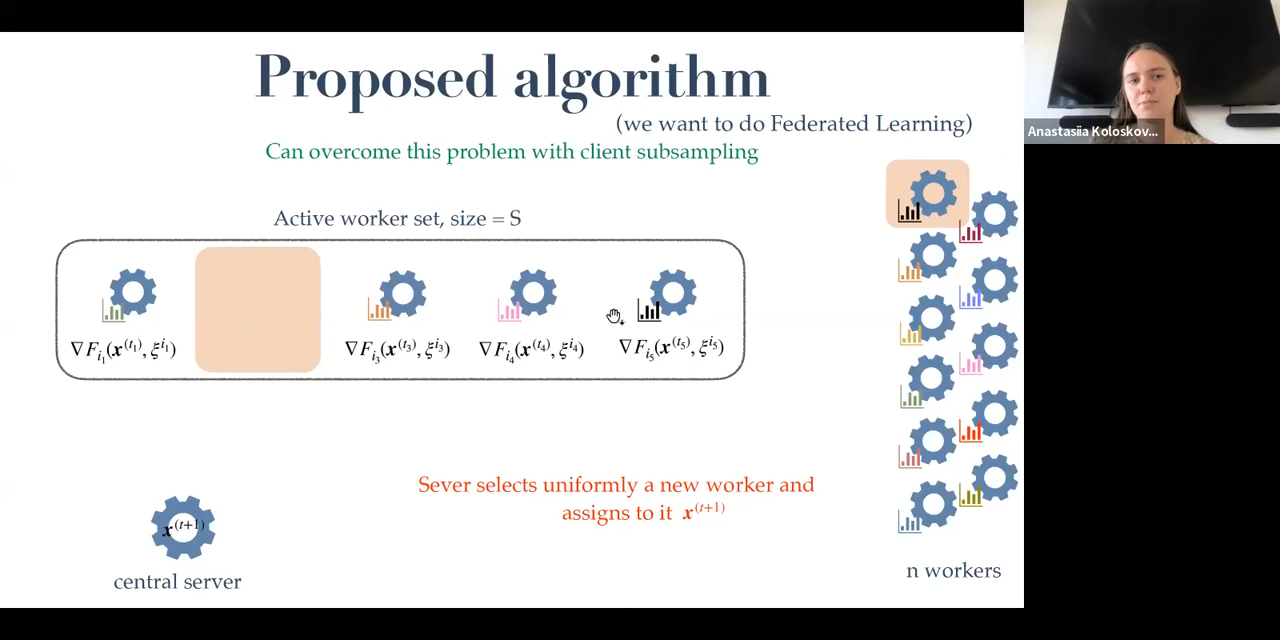 Proposed algorithm
(we want to do Federated Learning)
Can overcome this problem with client subsampling
Anastasiia Koloskov...
Active worker set, size = S
∇F_{i_1}(x^{(t_1)}, ξ^{i_1})
∇F_{i_3}(x^{(t_3)}, ξ^{i_3})
∇F_{i_4}(x^{(t_4)}, ξ^{i_4})
∇F_{i_5}(x^{(t_5)}, ξ^{i_5})
Sever selects uniformly a new worker and
assigns to it x^{(t+1)}
x^{(t+1)}
central server
n workers